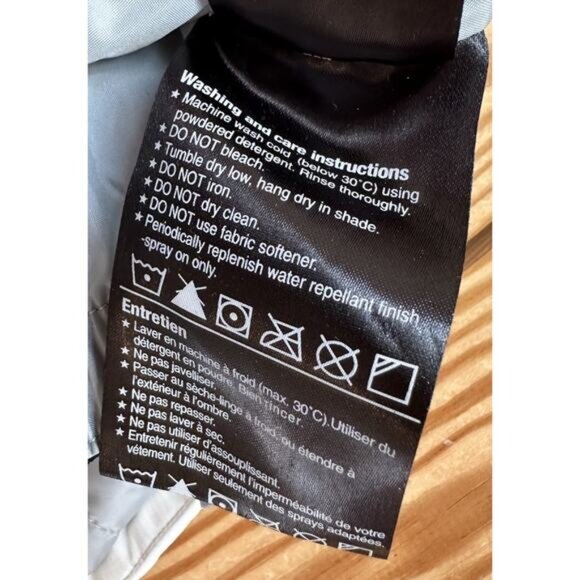 Washing and care instructions
★ Machine wash cold (below 30°C) using
powdered detergent. Rinse thoroughly.
★ DO NOT bleach.
★ Tumble dry low, hang dry in shade.
★ DO NOT iron.
★ DO NOT dry clean.
★ DO NOT use fabric softener.
★ Periodically replenish water repellant finish
-spray on only.
Entretien
★ Laver en machine à froid (max. 30°C). Utiliser du
détergent en poudre. Bien rincer.
★ Ne pas javelliser.
★ Passer au sèche-linge à froid, ou étendre à
l'extérieur à l'ombre.
★ Ne pas repasser.
★ Ne pas laver à sec.
★ Ne pas utiliser d'assouplissant.
★ Entretenir régulièrement l'imperméabilité de votre
vêtement. Utiliser seulement des sprays adaptées.